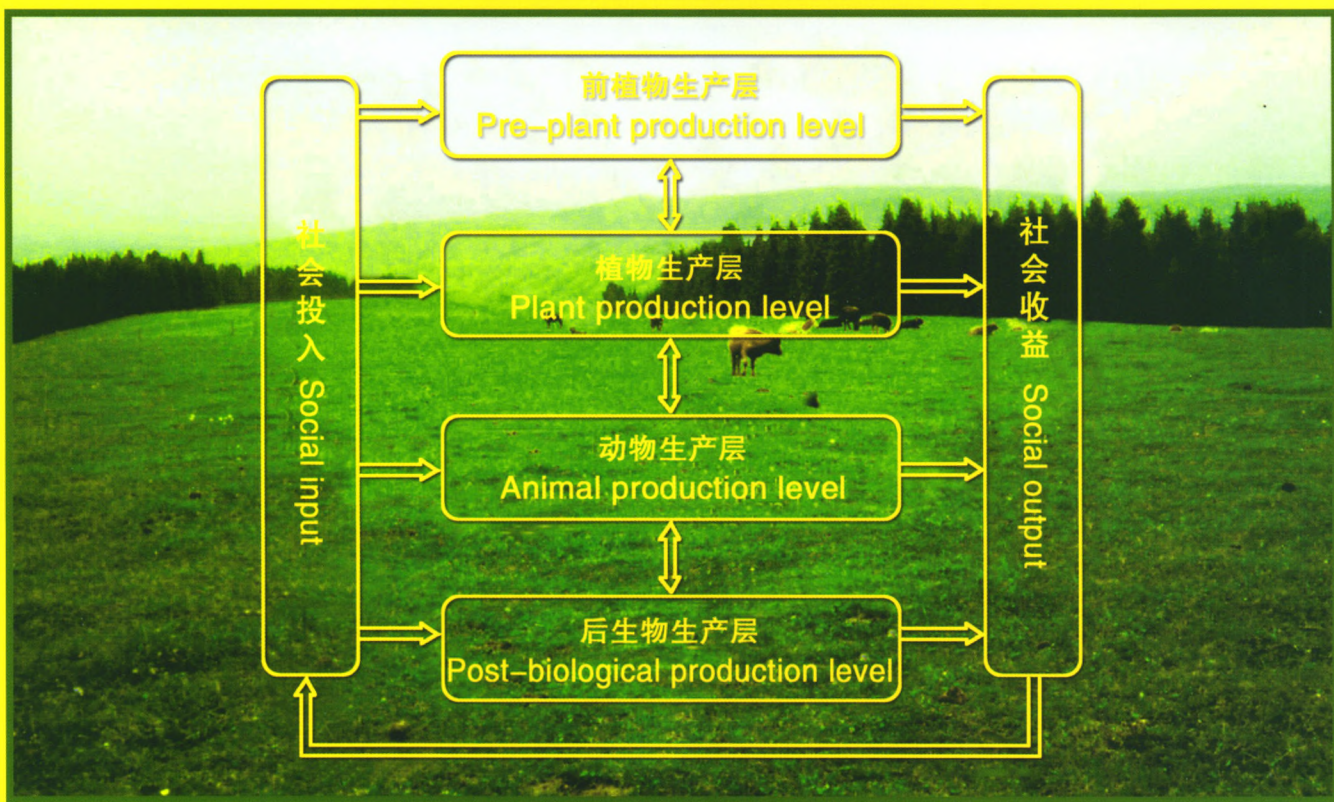 前植物生产层
Pre-plant production level
社会投入 Social input
植物生产层
Plant production level
动物生产层
Animal production level
后生物生产层
Post-biological production level
社会收益 Social output